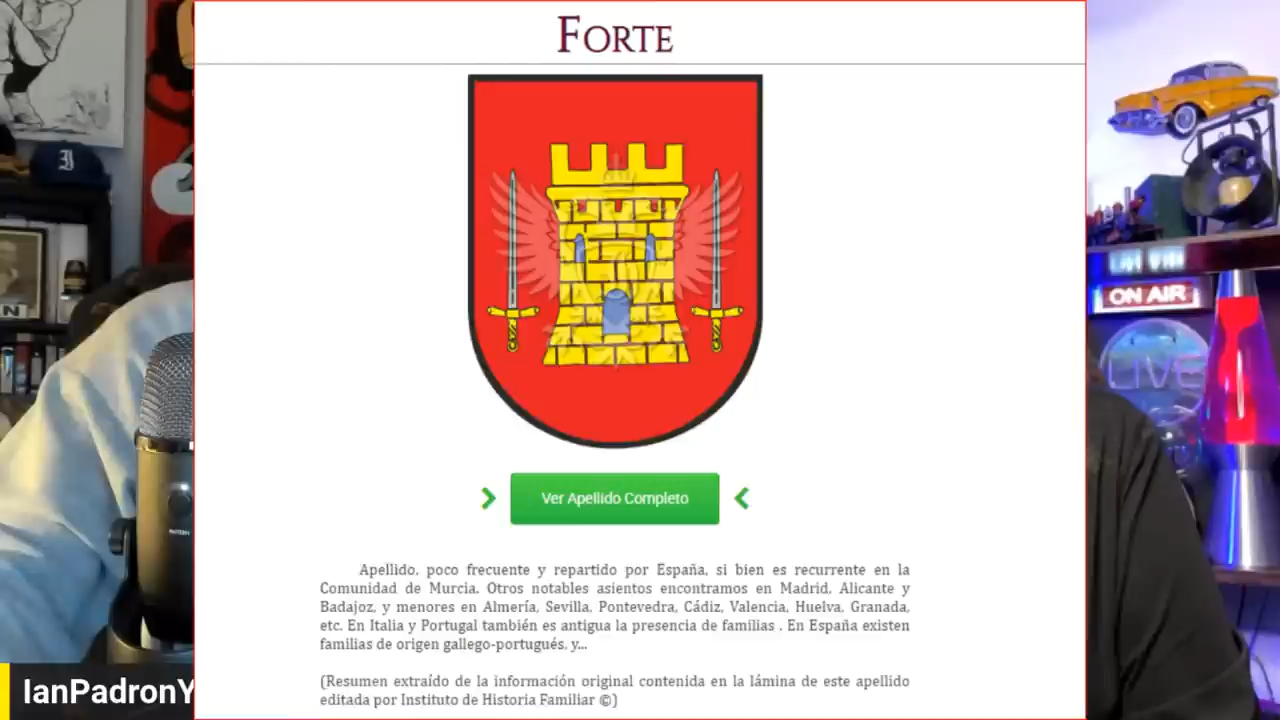 FORTE
ON AIR
LIVE
Ver Apellido Completo
Apellido, poco frecuente y repartido por España, si bien es recurrente en la
Comunidad de Murcia. Otros notables asientos encontramos en Madrid, Alicante y
Badajoz, y menores en Almería, Sevilla, Pontevedra, Cádiz, Valencia, Huelva, Granada,
etc. En Italia y Portugal también es antigua la presencia de familias . En España existen
familias de origen gallego-portugués, y...
(Resumen extraído de la información original contenida en la lámina de este apellido
editada por Instituto de Historia Familiar ©)
IanPadronY